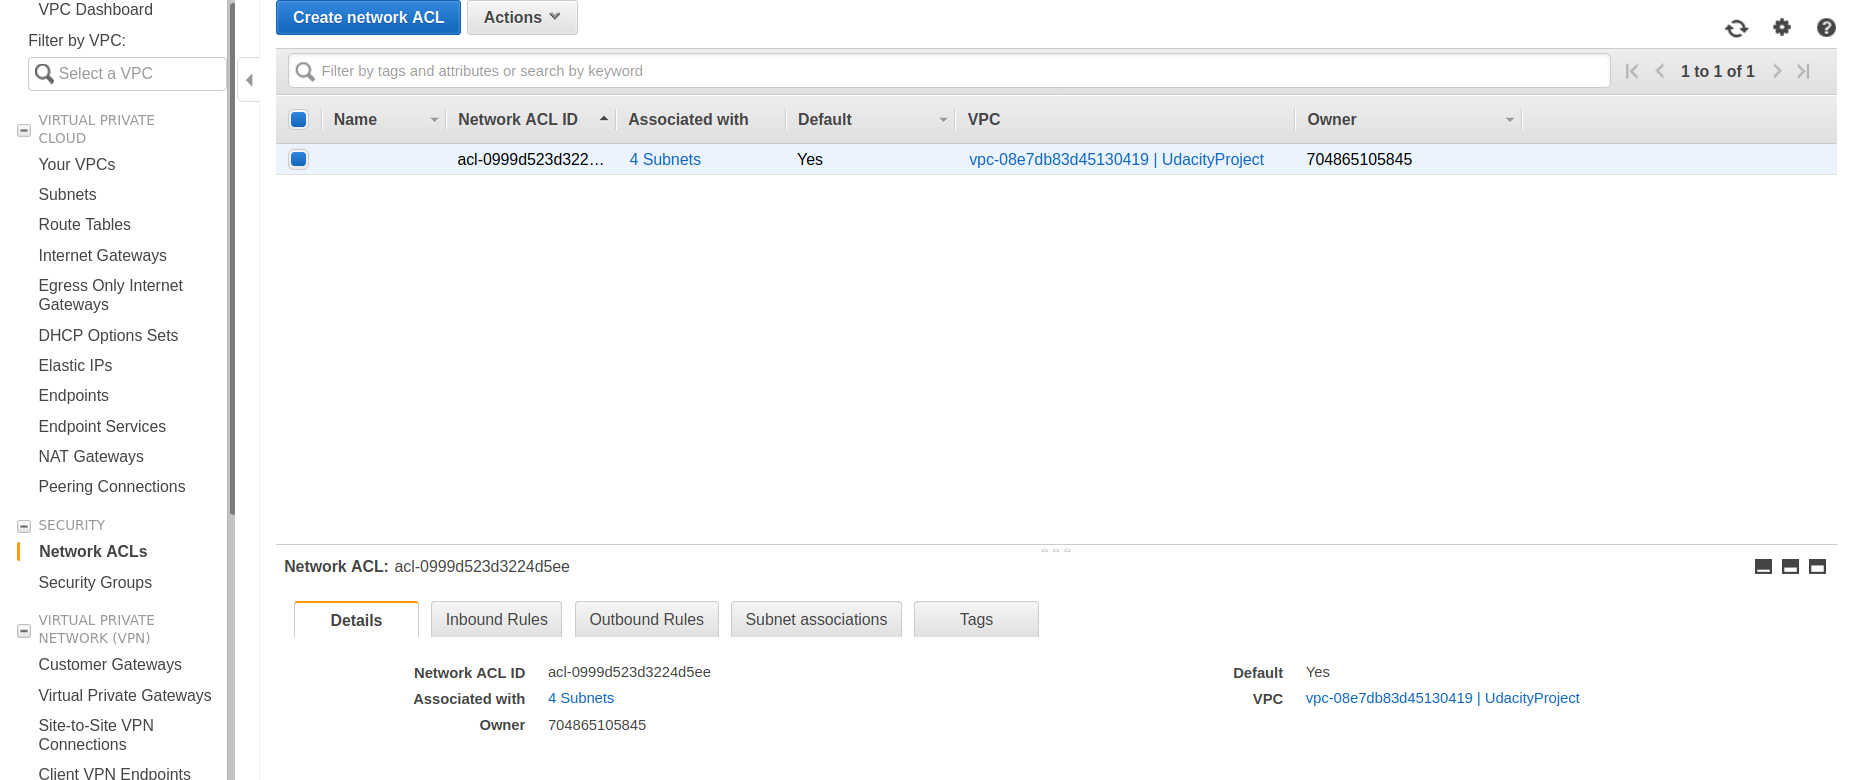 VPC Dashboard
Filter by VPC:
Select a VPC
VIRTUAL PRIVATE
CLOUD
Your VPCs
Subnets
Route Tables
Internet Gateways
Egress Only Internet
Gateways
DHCP Options Sets
Elastic IPs
Endpoints
Endpoint Services
NAT Gateways
Peering Connections
SECURITY
Network ACLs
Security Groups
VIRTUAL PRIVATE
NETWORK (VPN)
Customer Gateways
Virtual Private Gateways
Site-to-Site VPN
Connections
Client VPN Endpoints
Create network ACL Actions
Filter by tags and attributes or search by keyword 1 to 1 of 1
Name Network ACL ID Associated with Default VPC Owner
acl-0999d523d322... 4 Subnets Yes vpc-08e7db83d45130419 | UdacityProject 704865105845
Network ACL: acl-0999d523d3224d5ee
Details Inbound Rules Outbound Rules Subnet associations Tags
Network ACL ID acl-0999d523d3224d5ee Default Yes
Associated with 4 Subnets VPC vpc-08e7db83d45130419 | UdacityProject
Owner 704865105845